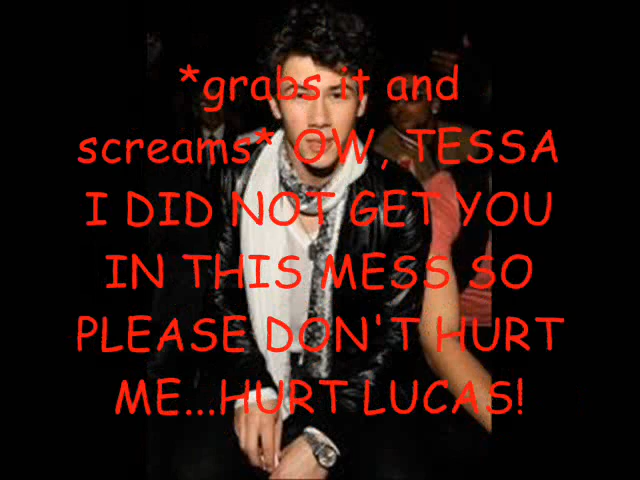 *grabs it and
screams* OW, TESSA
I DID NOT GET YOU
IN THIS MESS SO
PLEASE DON'T HURT
ME...HURT LUCAS!